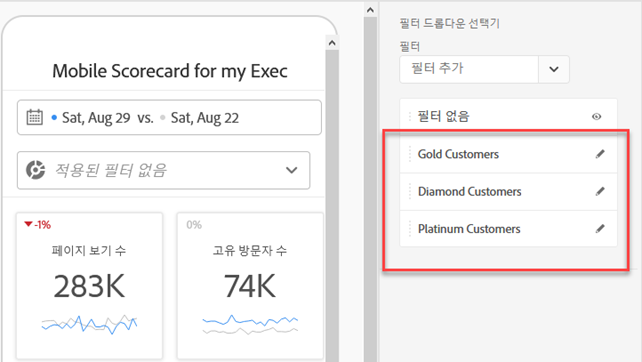 Mobile Scorecard for my Exec
Sat, Aug 29 vs. Sat, Aug 22
적용된 필터 없음
-1%
페이지 보기 수
283K
0%
고유 방문자 수
74K
필터 드롭다운 선택기
필터
필터 추가
필터 없음
Gold Customers
Diamond Customers
Platinum Customers